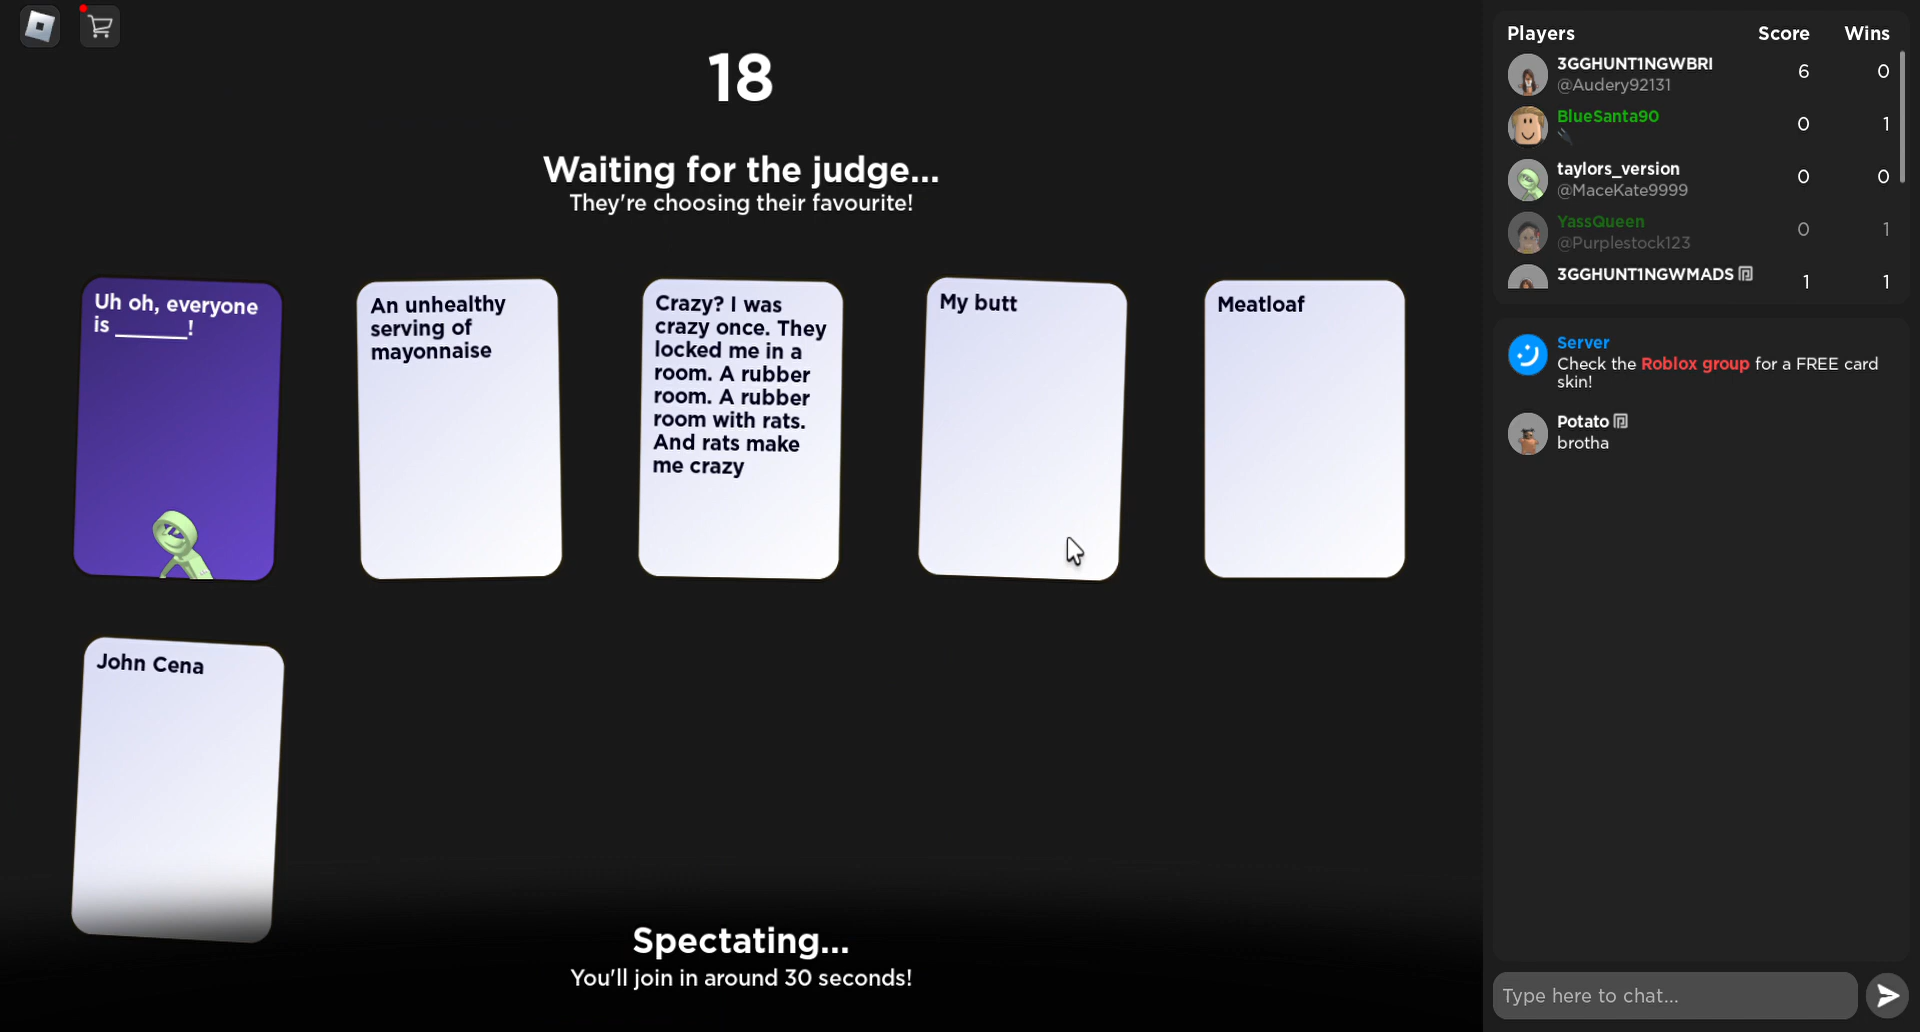 18
Waiting for the judge...
They're choosing their favourite!
Uh oh, everyone
is ______!
An unhealthy
serving of
mayonnaise
Crazy? I was
crazy once. They
locked me in a
room. A rubber
room. A rubber
room with rats.
And rats make
me crazy
My butt
Meatloaf
John Cena
Spectating...
You'll join in around 30 seconds!
Players Score Wins
3GGHUNT1NGWBRI 6 0
@Audery92131
BlueSanta90 0 1
taylors_version 0 0
@MaceKate9999
YassQueen 0 1
@Purplestock123
3GGHUNT1NGWMADS 1 1
Server
Check the Roblox group for a FREE card
skin!
Potato
brotha
Type here to chat...